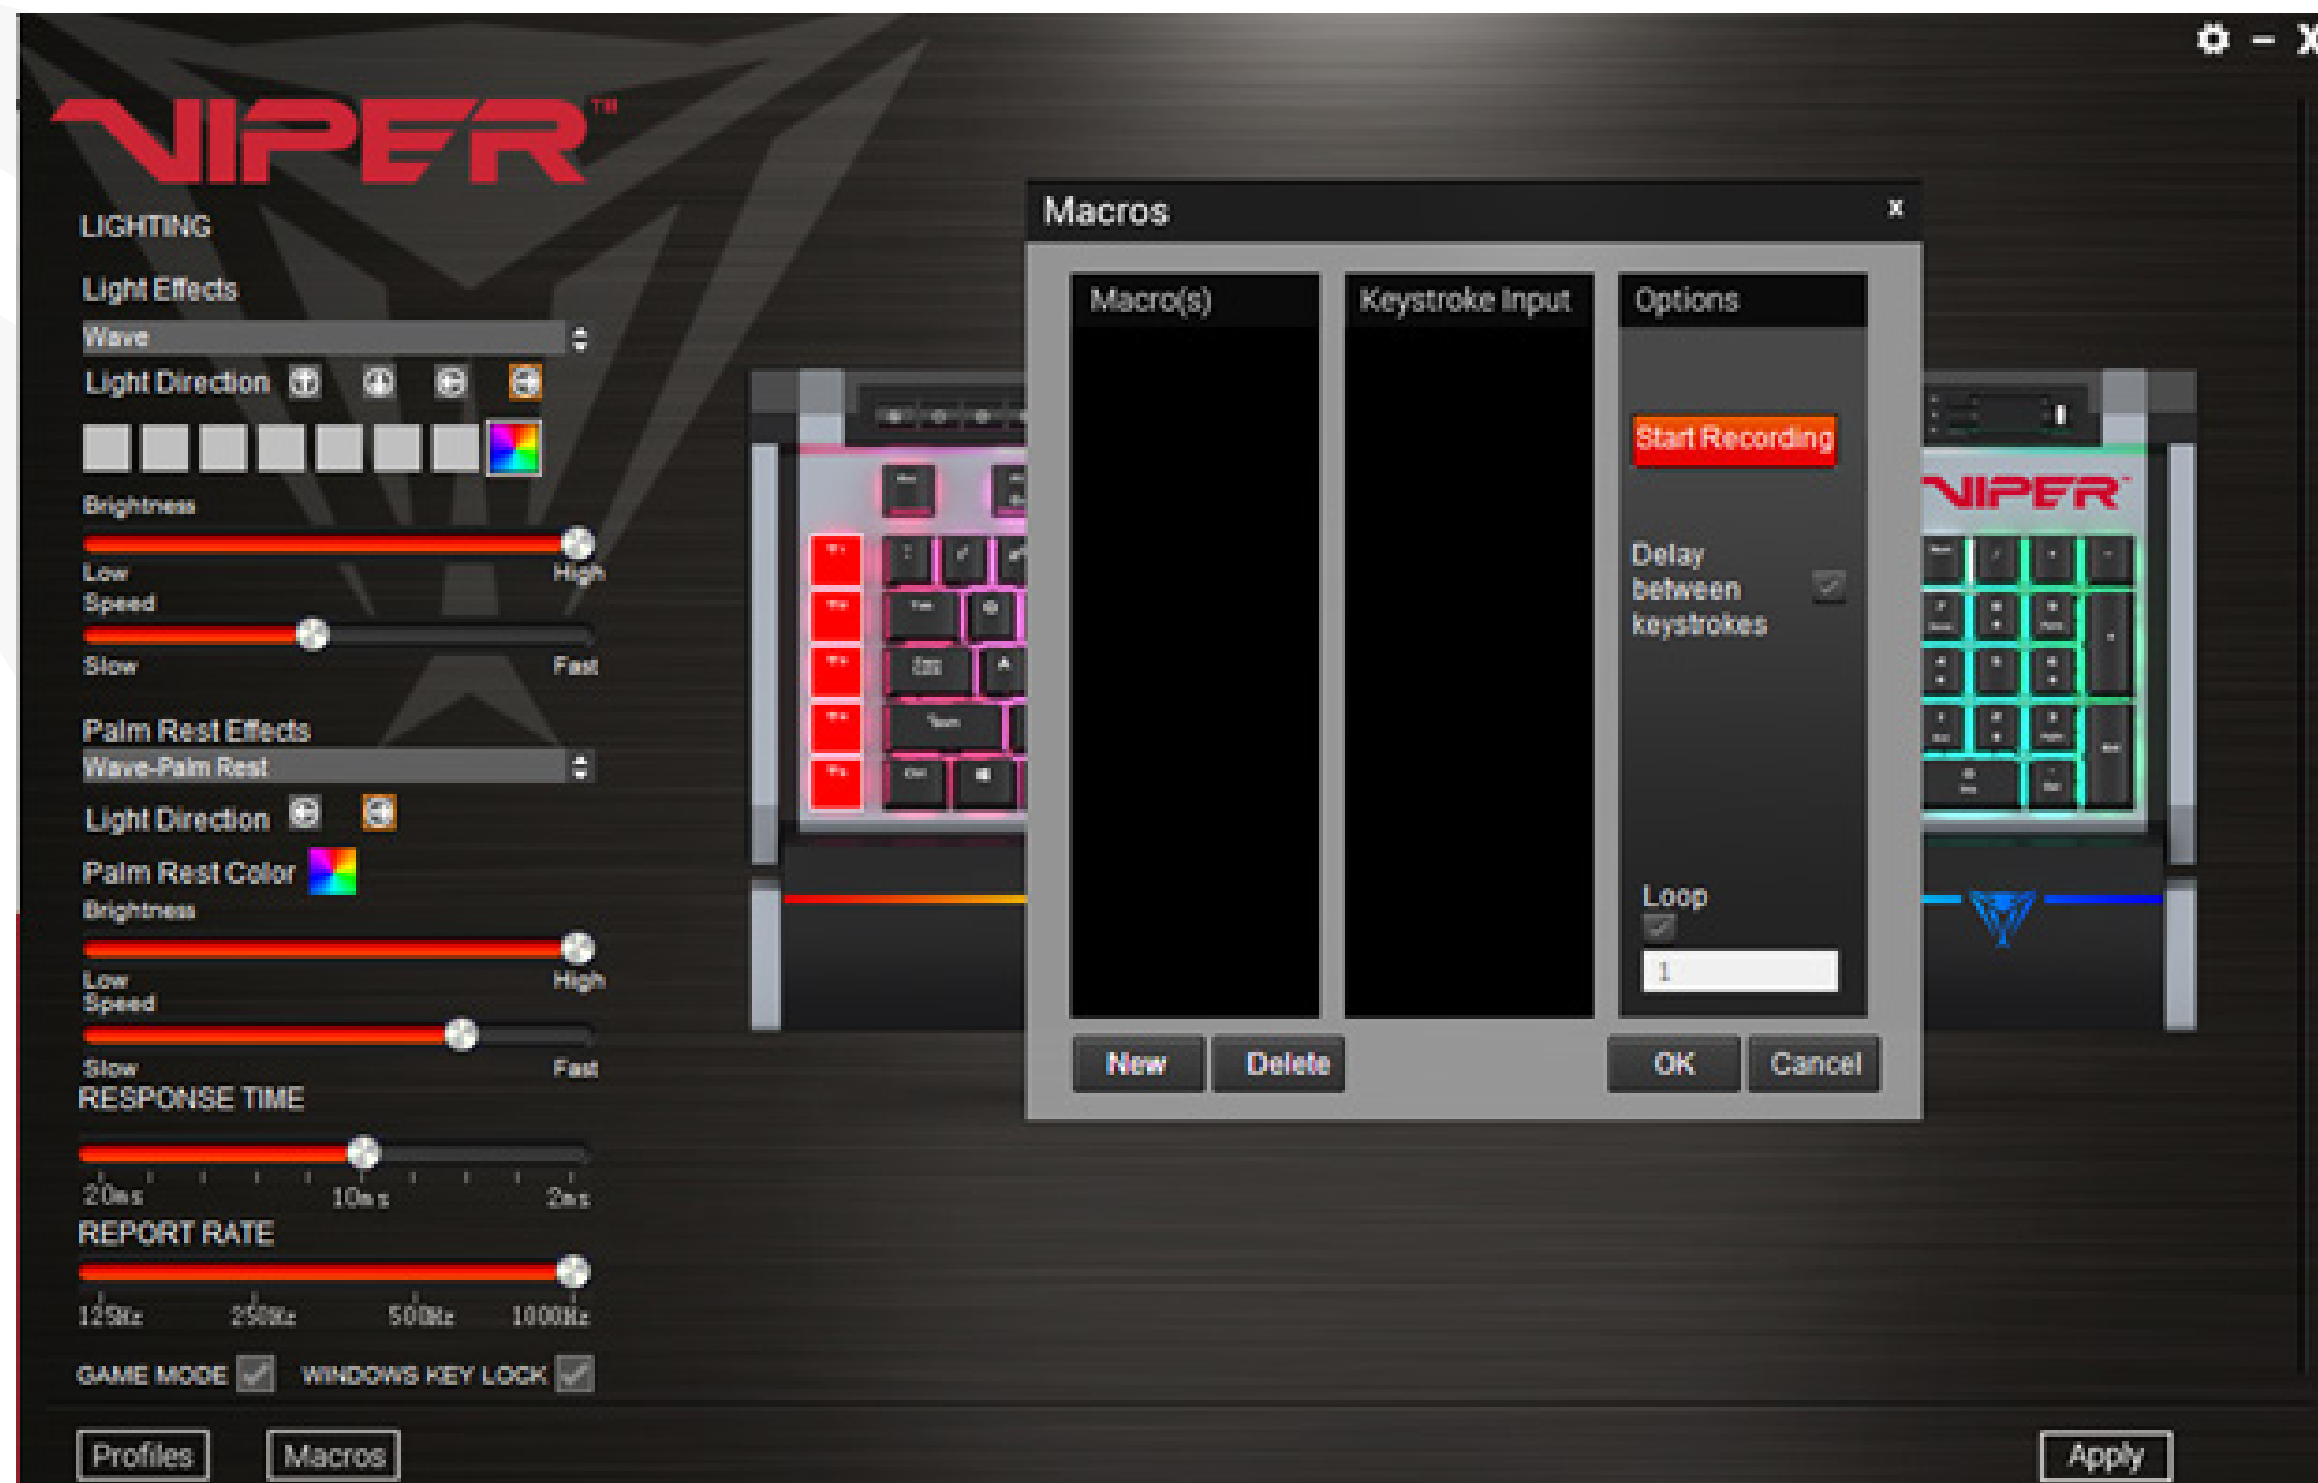 VIPER™
LIGHTING
Light Effects
Wave
Light Direction
Brightness
Low High
Speed
Slow Fast
Palm Rest Effects
Wave-Palm Rest
Light Direction
Palm Rest Color
Brightness
Low High
Speed
Slow Fast
RESPONSE TIME
20ms 10ms 2ms
REPORT RATE
125Hz 250Hz 500Hz 1000Hz
GAME MODE WINDOWS KEY LOCK
Profiles Macros
Macros x
Macro(s) Keystroke Input Options
Start Recording
Delay
between
keystrokes
Loop
1
New Delete OK Cancel
VIPER
Apply